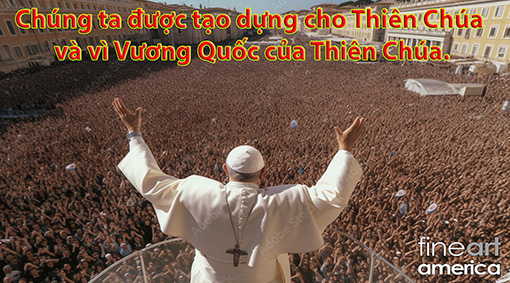 Chúng ta được tạo dựng cho Thiên Chúa
và vì Vương Quốc của Thiên Chúa.
fineart
america